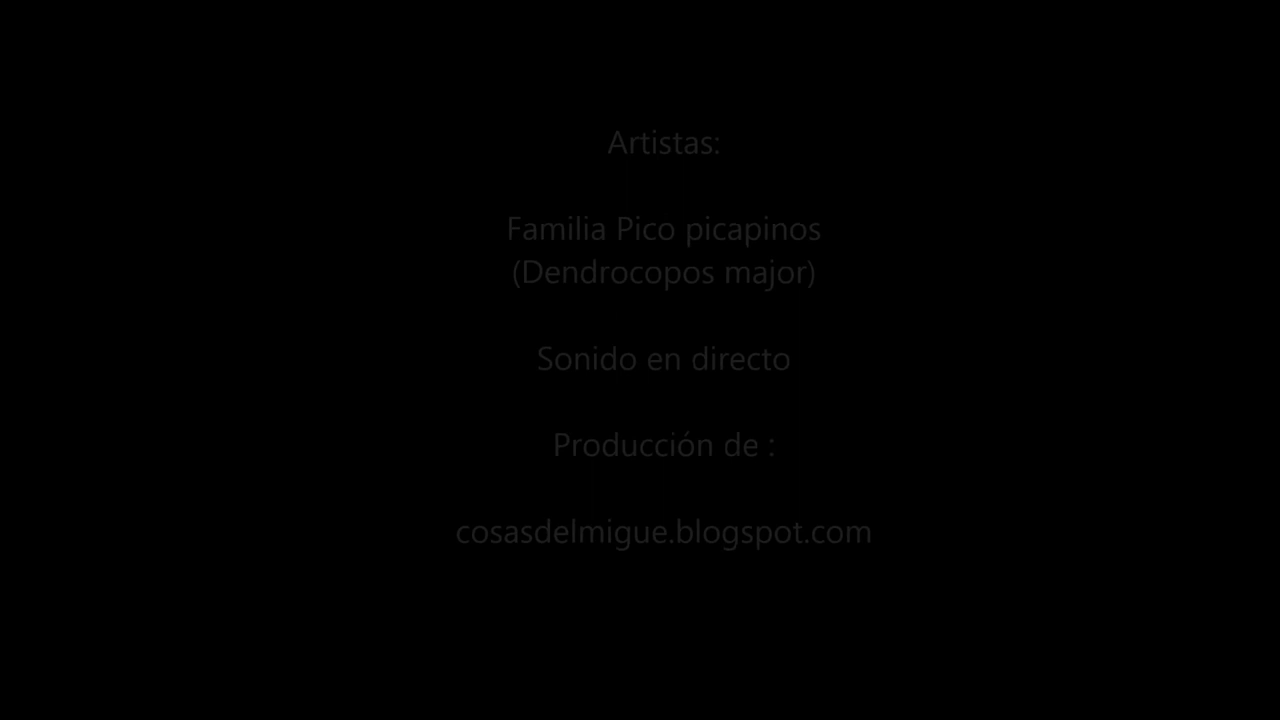 Artistas:
Familia Pico picapinos
(Dendrocopos major)
Sonido en directo
Producción de :
cosasdelmigue.blogspot.com